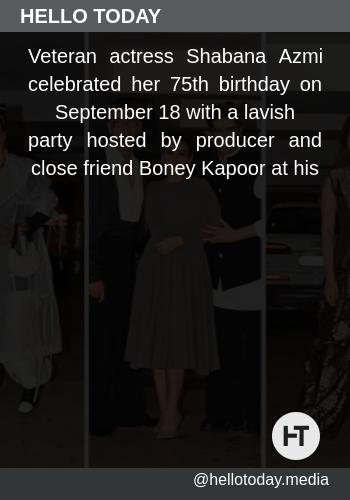 HELLO TODAY
Veteran actress Shabana Azmi
celebrated her 75th birthday on
September 18 with a lavish
party hosted by producer and
close friend Boney Kapoor at his
HT
@hellotoday.media